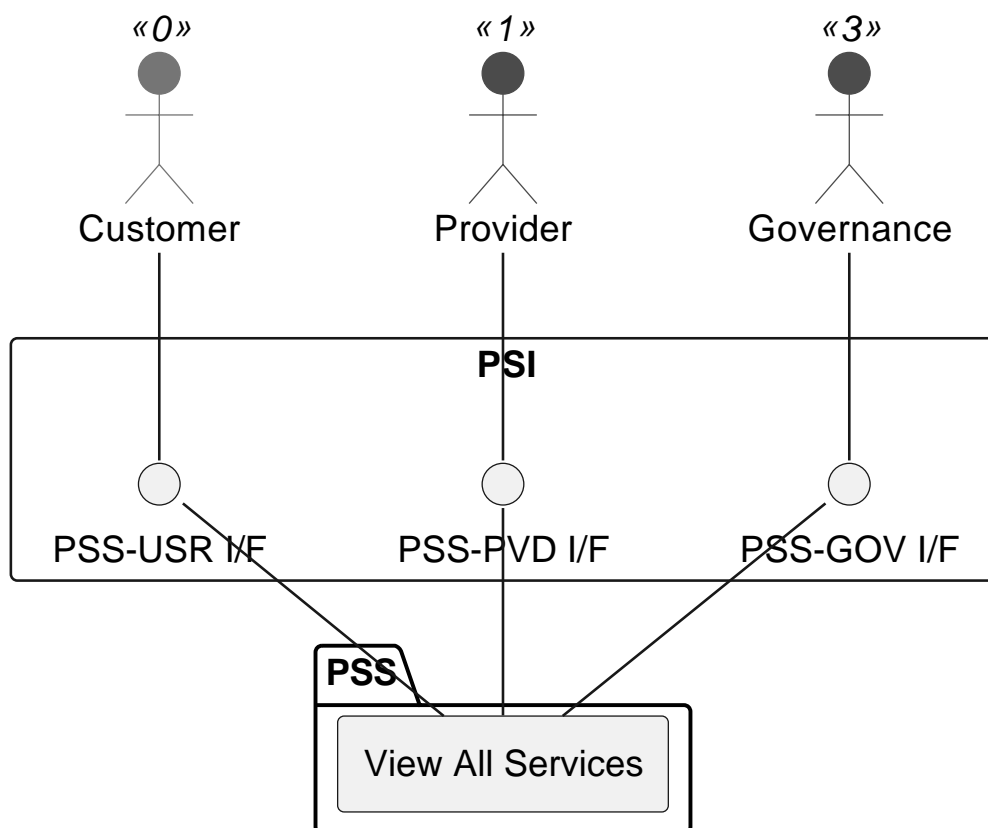 «0» «1» «3»
Customer Provider Governance
PSI
PSS-USR I/F PSS-PVD I/F PSS-GOV I/F
PSS
View All Services